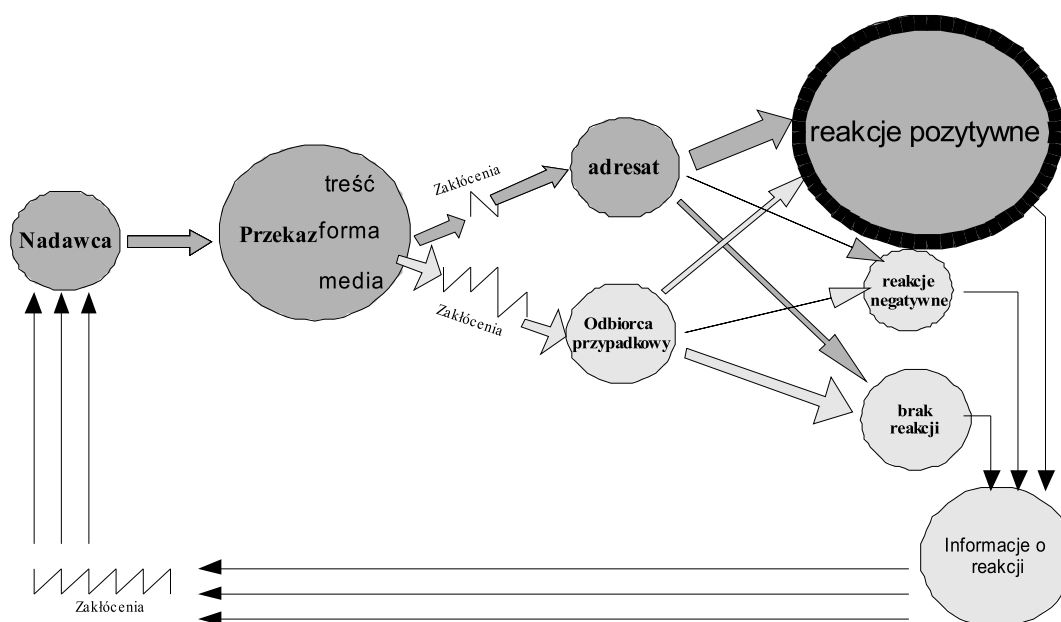 Nadawca
Przekaz
treść
forma
media
Zakłócenia
Zakłócenia
adresat
Odbiorca
przypadkowy
reakcje pozytywne
reakcje
negatywne
brak
reakcji
Informacje o
reakcji
Zakłócenia